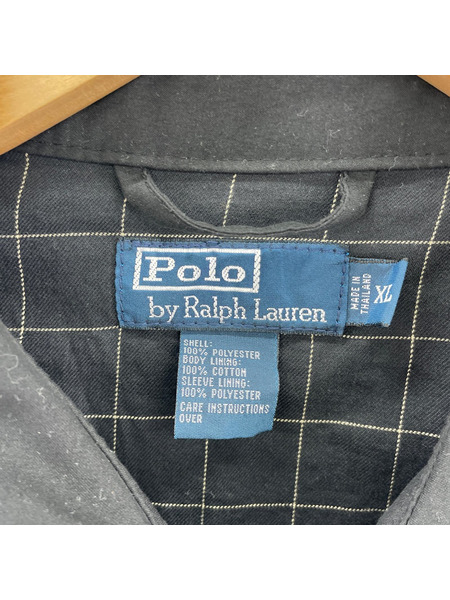 Polo
by Ralph Lauren
MADE IN
THAILAND
XL
SHELL:
100% POLYESTER
BODY LINING:
100% COTTON
SLEEVE LINING:
100% POLYESTER
CARE INSTRUCTIONS
OVER